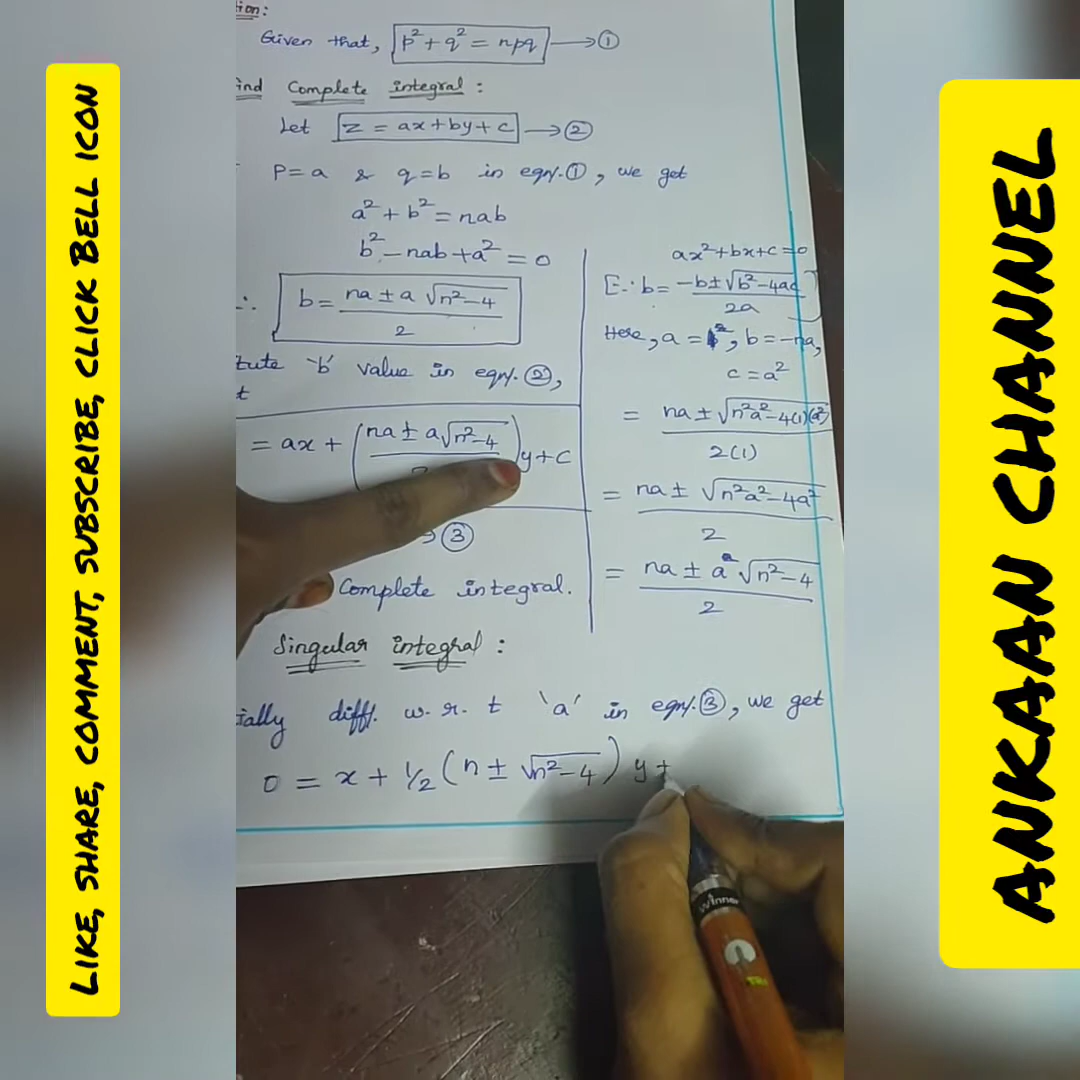 LIKE, SHARE, COMMENT, SUBSCRIBE, CLICK BELL ICON
tion:
Given that, p² + q² = npq → ①
ind Complete integral :
Let z = ax + by + c → ②
P = a & q = b in eqn. ①, we get
a² + b² = nab
b² - nab + a² = 0
∴ b = (na ± a √(n² - 4)) / 2
tute 'b' value in eqn. ②,
t
= ax + (na ± a√(n² - 4) / 2) y + c
→ ③
Complete integral.
ax² + bx + c = 0
[∵ b = (-b ± √(b² - 4ac)) / 2a]
Here, a = , b = -na,
c = a²
= (na ± √(n²a² - 4(1)(a²))) / 2(1)
= (na ± √(n²a² - 4a²)) / 2
= (na ± a √(n² - 4)) / 2
Singular integral :
ially diff. w.r.t 'a' in eqn. ③, we get
0 = x + 1/2 (n ± √(n² - 4)) y +
Winner
ANKAAN CHANNEL